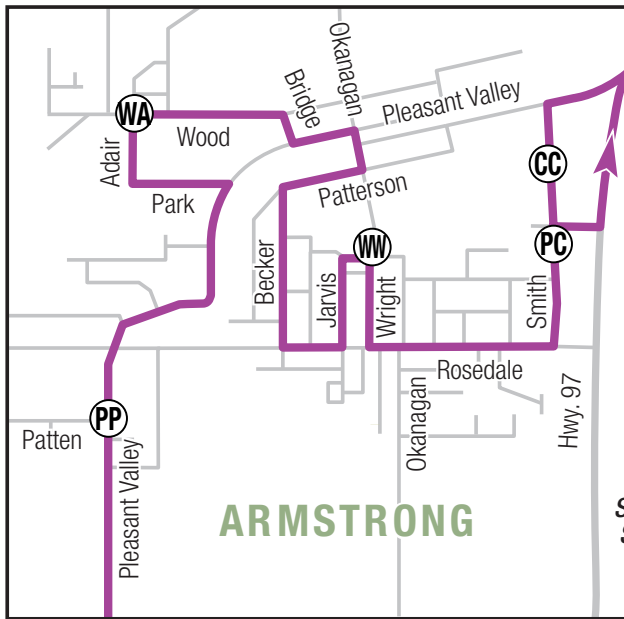 Okanagan
Bridge
Pleasant Valley
WA
Wood
Adair
CC
Park
Patterson
WW
PC
Becker
Jarvis
Wright
Smith
Rosedale
Hwy. 97
PP
Patten
Okanagan
Pleasant Valley
ARMSTRONG